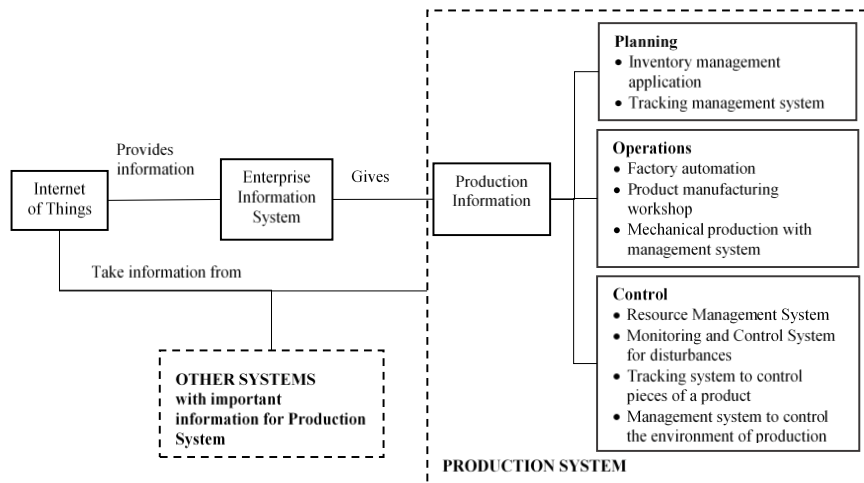 Internet
of Things
Provides
information
Enterprise
Information
System
Gives
Production
Information
Take information from
OTHER SYSTEMS
with important
information for Production
System
Planning
• Inventory management
application
• Tracking management system
Operations
• Factory automation
• Product manufacturing
workshop
• Mechanical production with
management system
Control
• Resource Management System
• Monitoring and Control System
for disturbances
• Tracking system to control
pieces of a product
• Management system to control
the environment of production
PRODUCTION SYSTEM